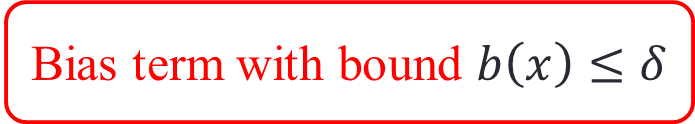 Bias term with bound b(x) ≤ δ